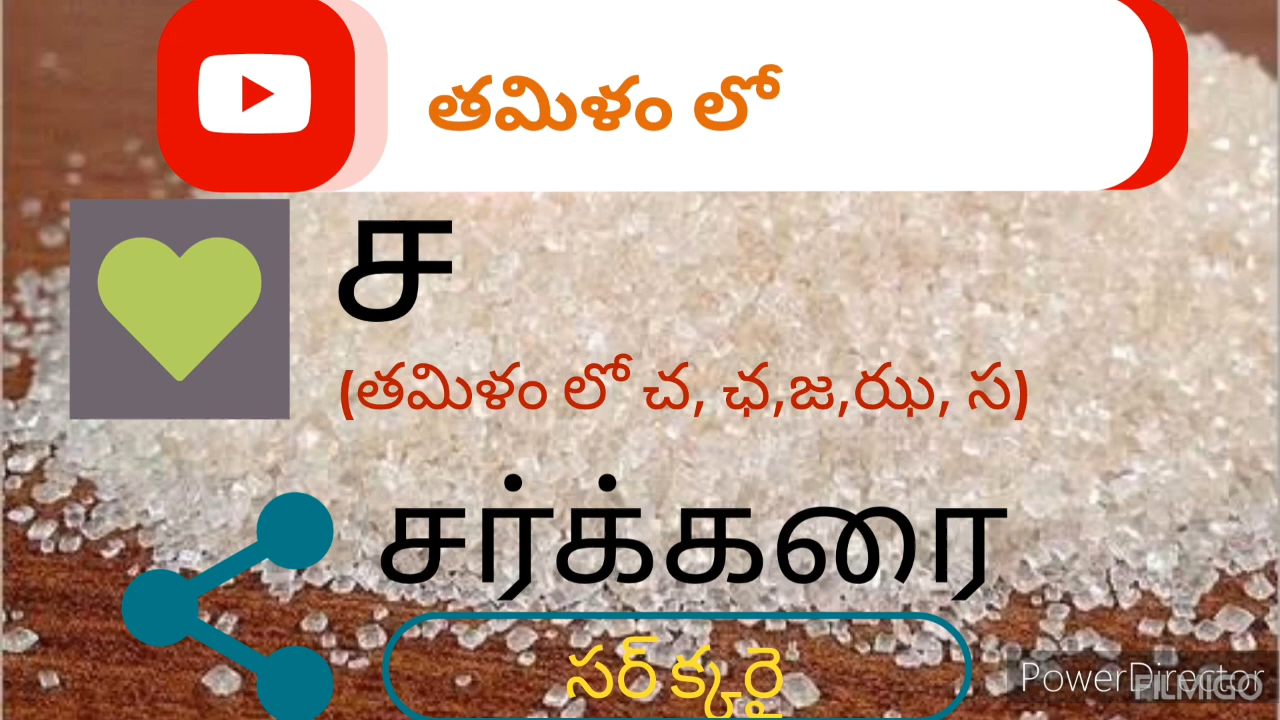 తమిళం లో
ச
(తమిళం లో చ, ఛ,జ,ఝ, స)
சர்க்கரை
సర్‌క్కరై
PowerDirector
FILMIGO